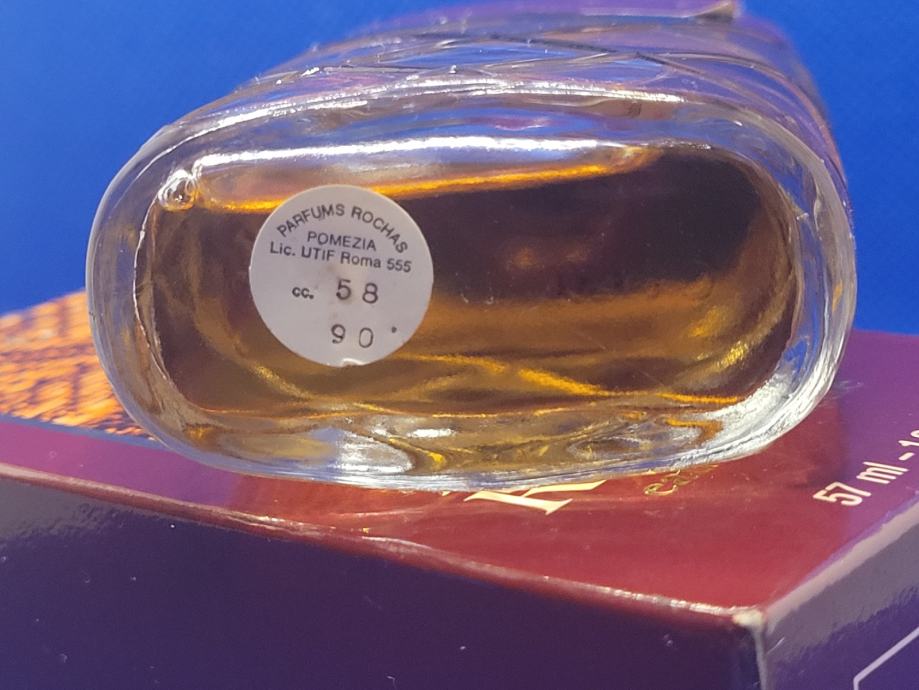 PARFUMS ROCHAS
POMEZIA
Lic. UTIF Roma 555
cc. 58
90°
57 ml -